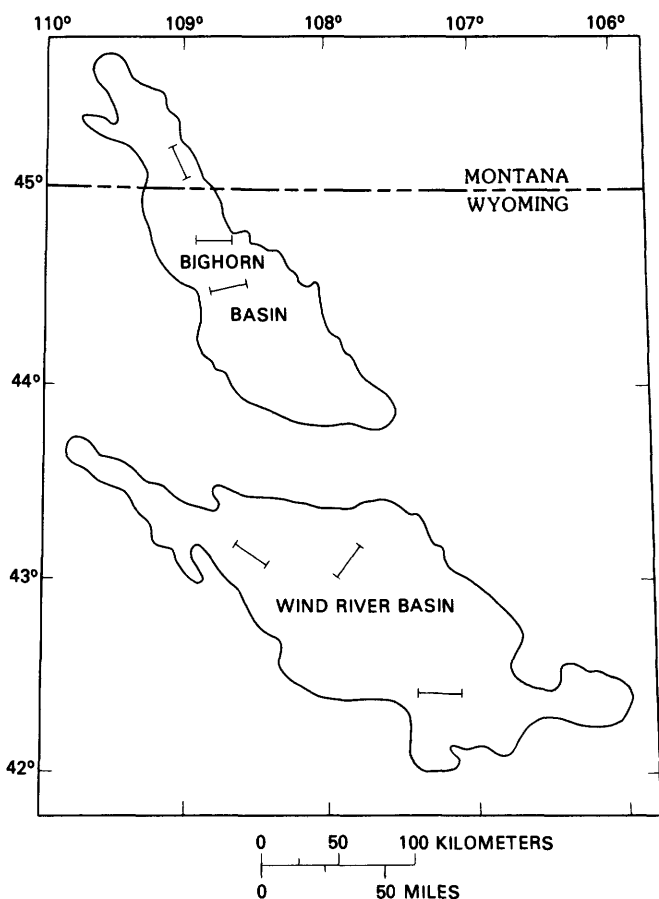 110° 109° 108° 107° 106°
45°
MONTANA
WYOMING
BIGHORN
BASIN
44°
43°
WIND RIVER BASIN
42°
0 50 100 KILOMETERS
0 50 MILES